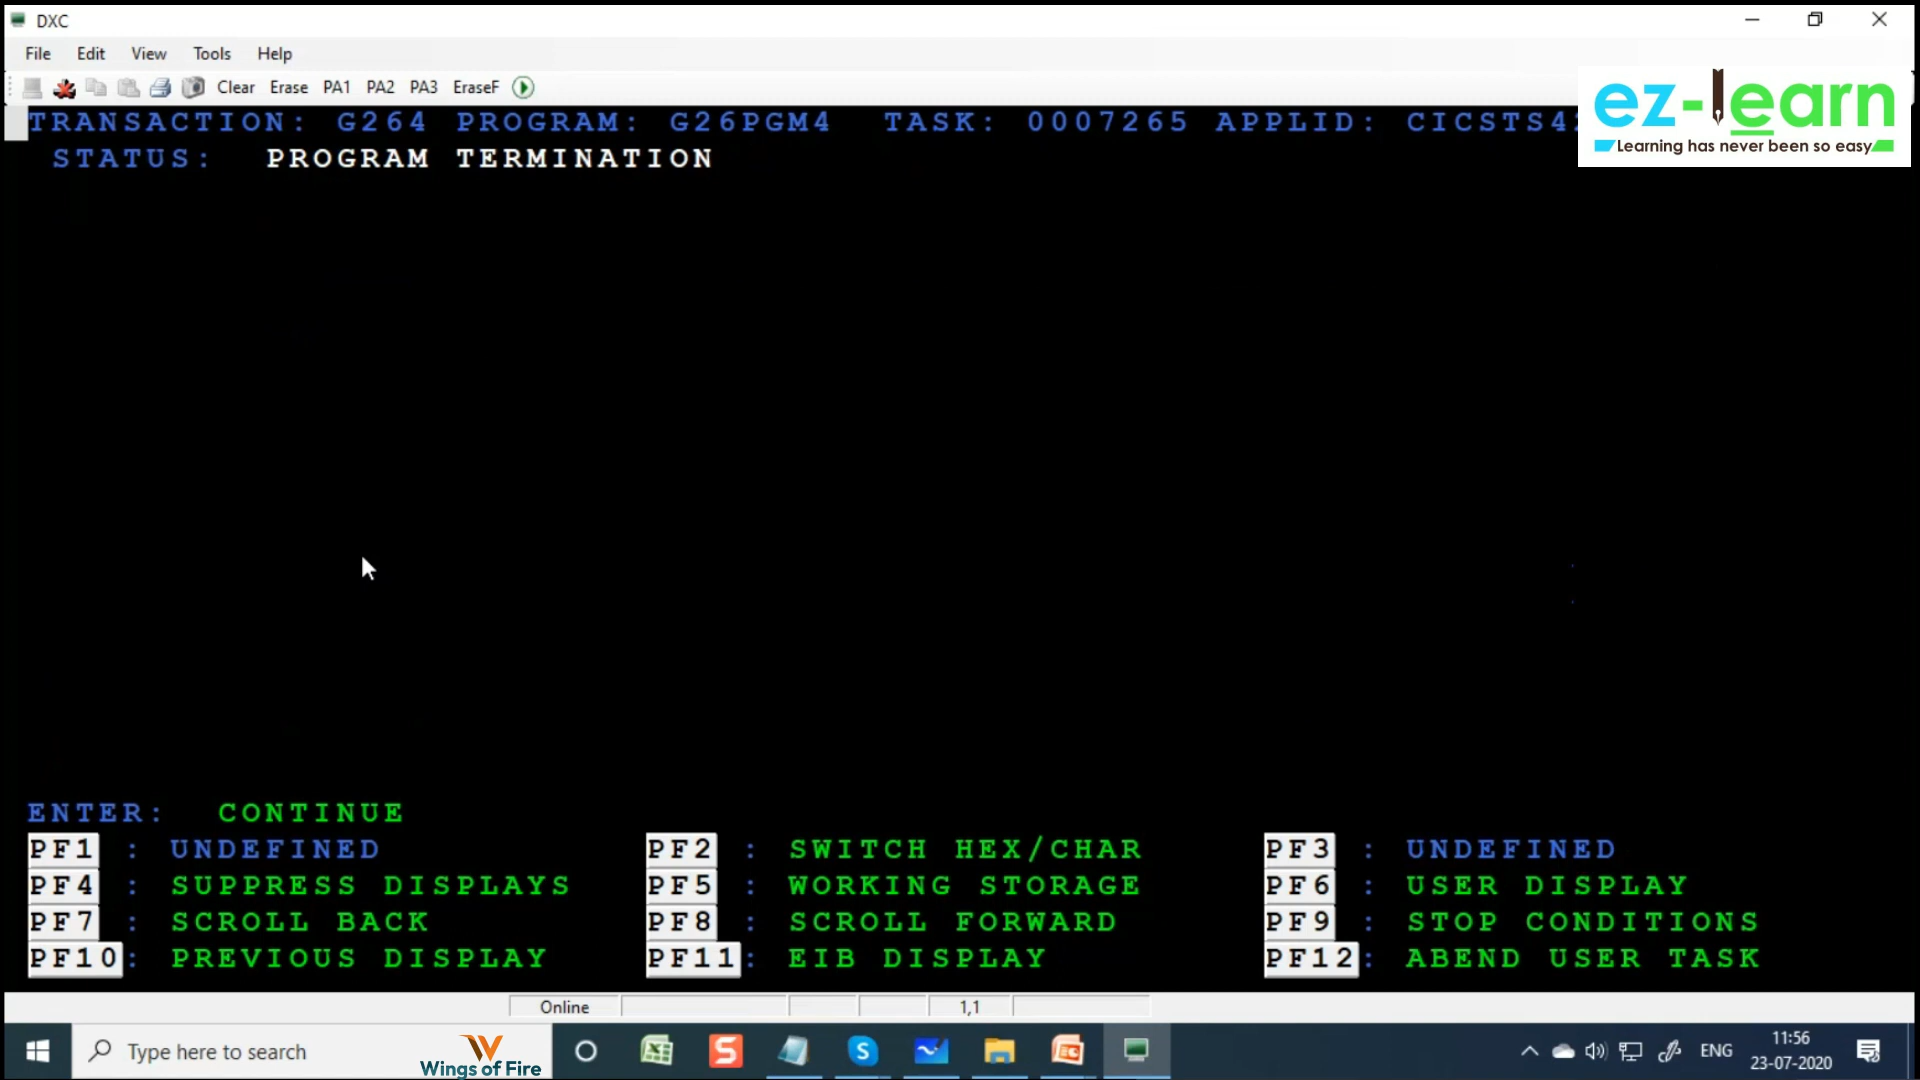 DXC
File Edit View Tools Help
Clear Erase PA1 PA2 PA3 EraseF
ez-learn
Learning has never been so easy
TRANSACTION: G264 PROGRAM: G26PGM4 TASK: 0007265 APPLID: CICSTS42
STATUS: PROGRAM TERMINATION
ENTER: CONTINUE
PF1 : UNDEFINED PF2 : SWITCH HEX/CHAR PF3 : UNDEFINED
PF4 : SUPPRESS DISPLAYS PF5 : WORKING STORAGE PF6 : USER DISPLAY
PF7 : SCROLL BACK PF8 : SCROLL FORWARD PF9 : STOP CONDITIONS
PF10: PREVIOUS DISPLAY PF11: EIB DISPLAY PF12: ABEND USER TASK
Online 1,1
Type here to search
Wings of Fire
ENG
11:56
23-07-2020